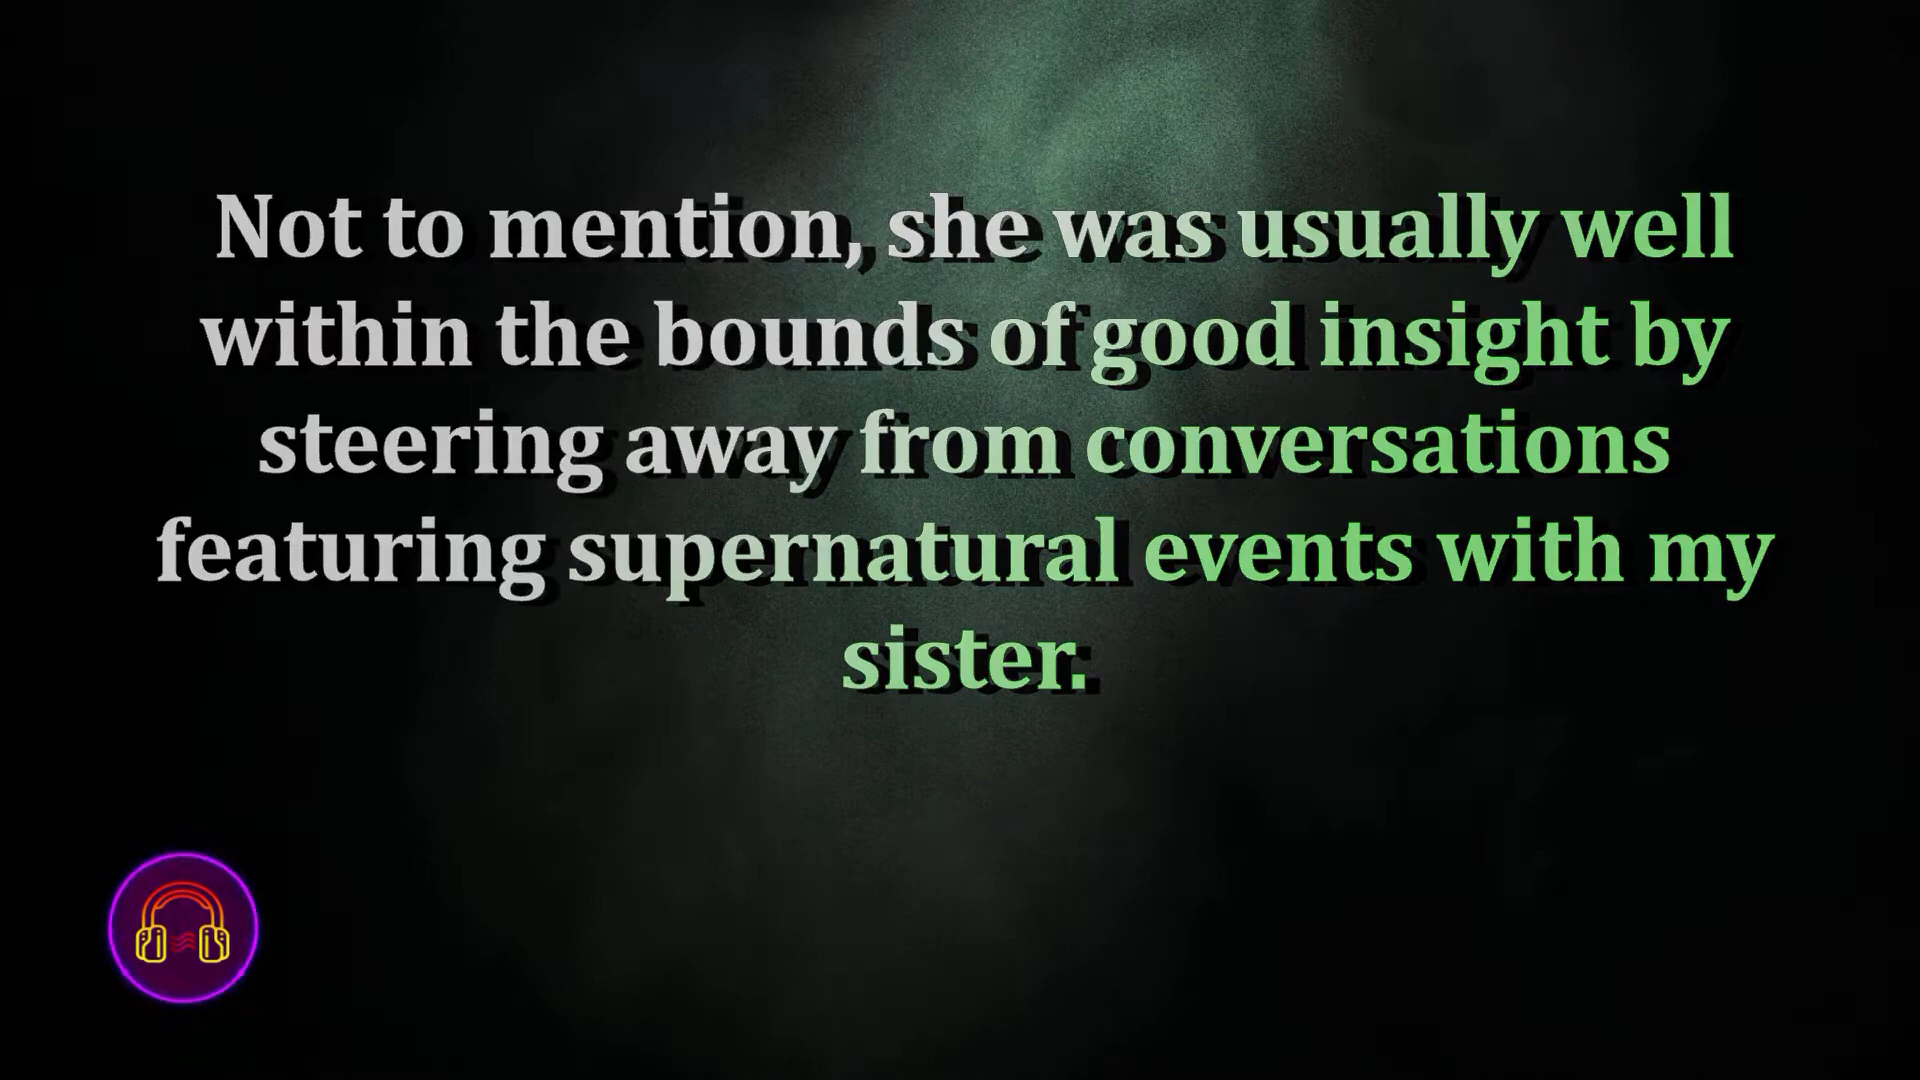 Not to mention, she was usually well
within the bounds of good insight by
steering away from conversations
featuring supernatural events with my
sister.